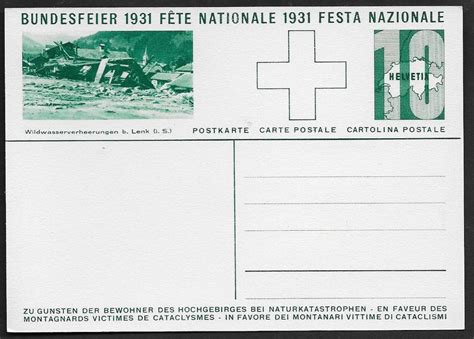 BUNDESFEIER 1931 FÊTE NATIONALE 1931 FESTA NAZIONALE
10
HELVETIA
Wildwasserverheerungen b. Lenk (i. S.)
POSTKARTE CARTE POSTALE CARTOLINA POSTALE
ZU GUNSTEN DER BEWOHNER DES HOCHGEBIRGES BEI NATURKATASTROPHEN - EN FAVEUR DES
MONTAGNARDS VICTIMES DE CATACLYSMES - IN FAVORE DEI MONTANARI VITTIME DI CATACLISMI